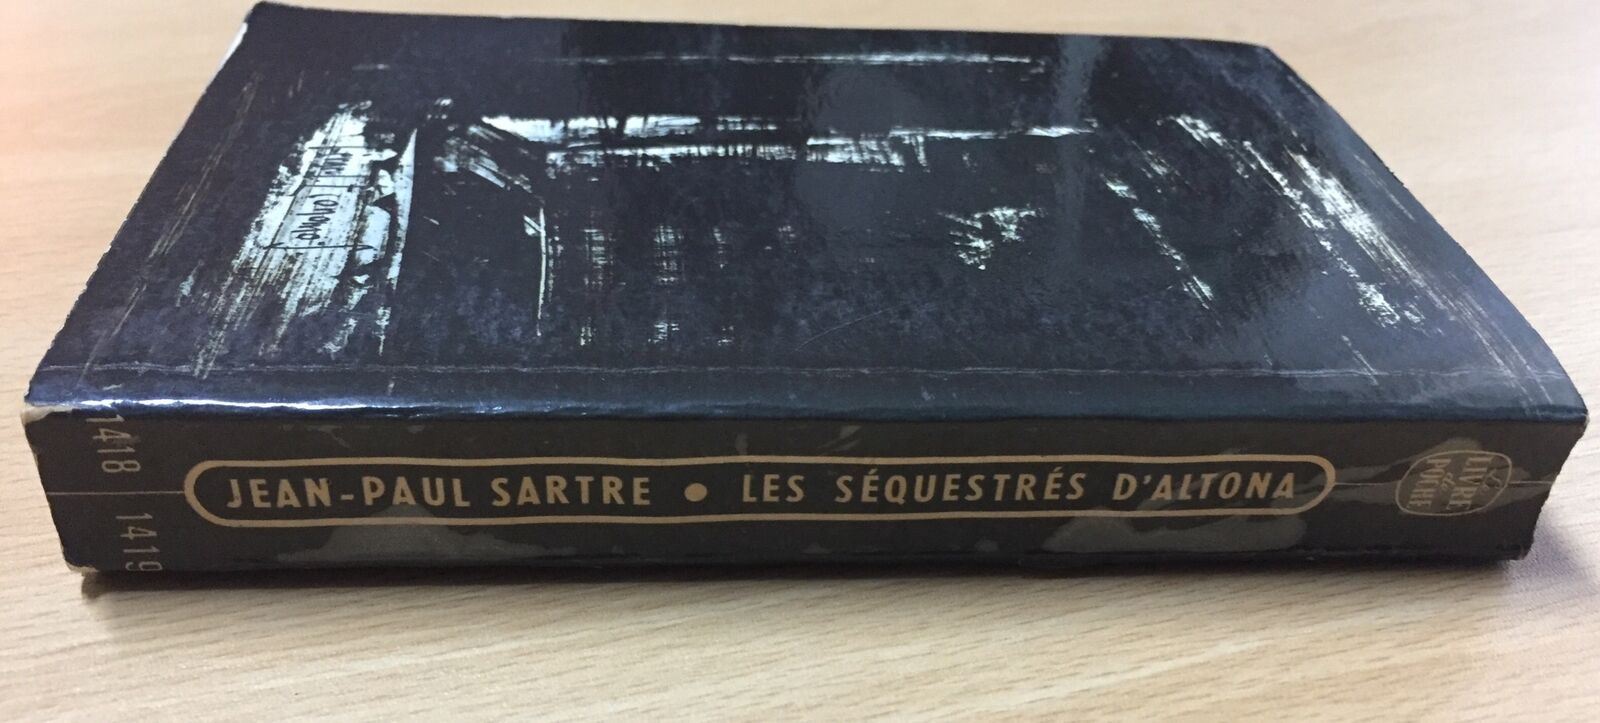 1418
1419
JEAN-PAUL SARTRE • LES SÉQUESTRÉS D'ALTONA
Le
LIVRE
de
POCHE